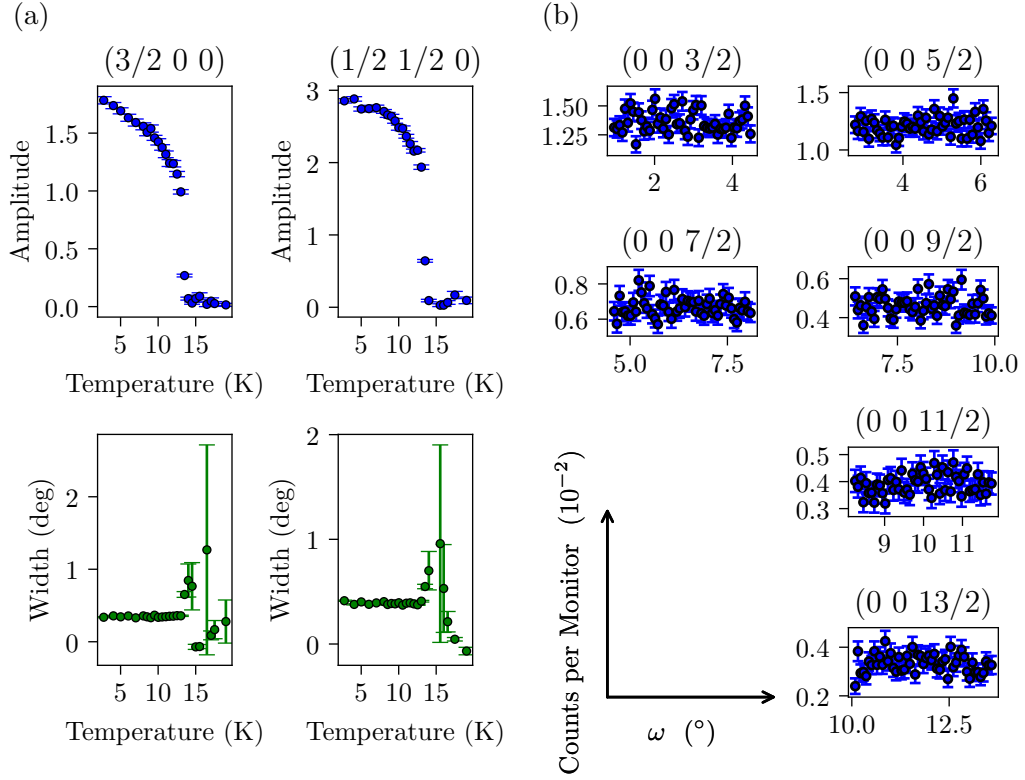 (a)
(3/2 0 0)
Amplitude
1.5
1.0
0.5
0.0
5 10 15
Temperature (K)
(1/2 1/2 0)
Amplitude
3
2
1
0
5 10 15
Temperature (K)
Width (deg)
2
1
0
5 10 15
Temperature (K)
Width (deg)
2
1
0
5 10 15
Temperature (K)
(b)
(0 0 3/2)
1.50
1.25
2 4
(0 0 5/2)
1.5
1.0
4 6
(0 0 7/2)
0.8
0.6
5.0 7.5
(0 0 9/2)
0.6
0.4
7.5 10.0
(0 0 11/2)
0.5
0.4
0.3
9 10 11
(0 0 13/2)
0.4
0.2
10.0 12.5
Counts per Monitor (10⁻²)
ω (°)